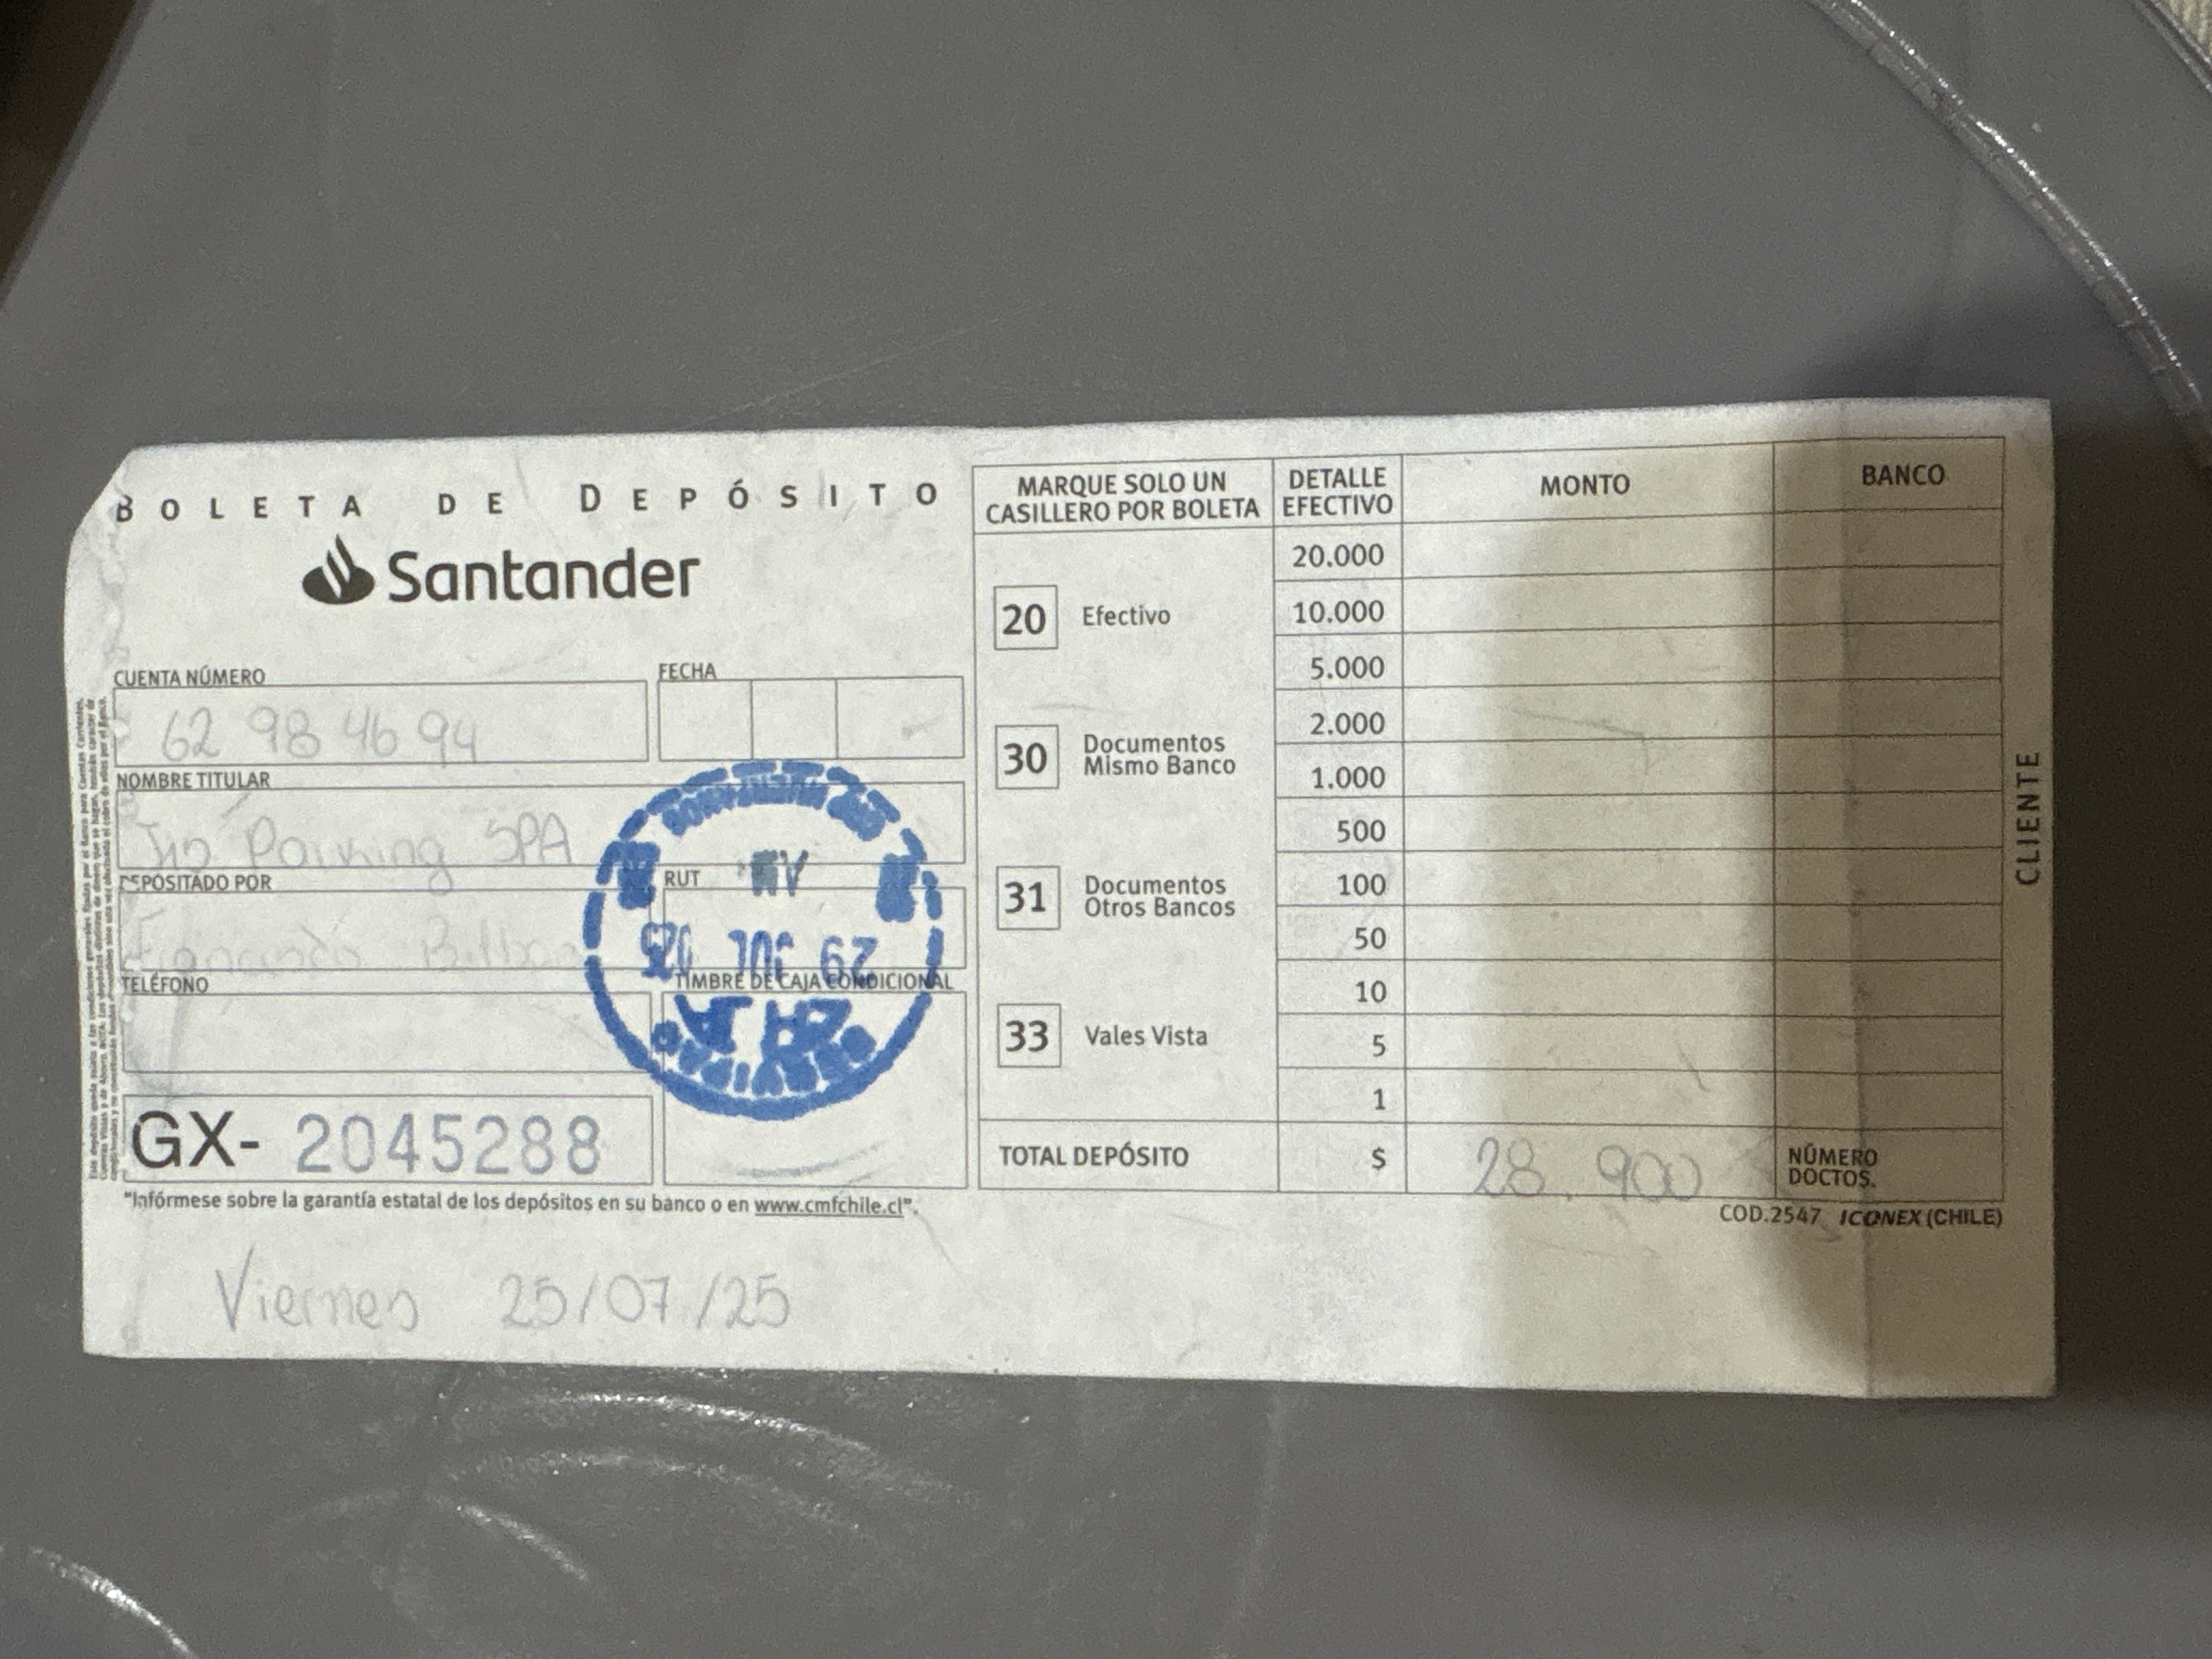 BOLETA DE DEPÓSITO
Santander
CUENTA NÚMERO
62 98 46 94
FECHA
NOMBRE TITULAR
Parking SPA
DEPOSITADO POR
RUT
29 JUL 025
TELÉFONO
TIMBRE DE CAJA CONDICIONAL
GX- 2045288
"Infórmese sobre la garantía estatal de los depósitos en su banco o en www.cmfchile.cl".
Viernes 25/07/25
MARQUE SOLO UN
CASILLERO POR BOLETA
20 Efectivo
30 Documentos
Mismo Banco
31 Documentos
Otros Bancos
33 Vales Vista
DETALLE
EFECTIVO
20.000
10.000
5.000
2.000
1.000
500
100
50
10
5
1
MONTO
BANCO
TOTAL DEPÓSITO $ 28.900
NÚMERO
DOCTOS.
COD.2547 ICONEX (CHILE)
CLIENTE